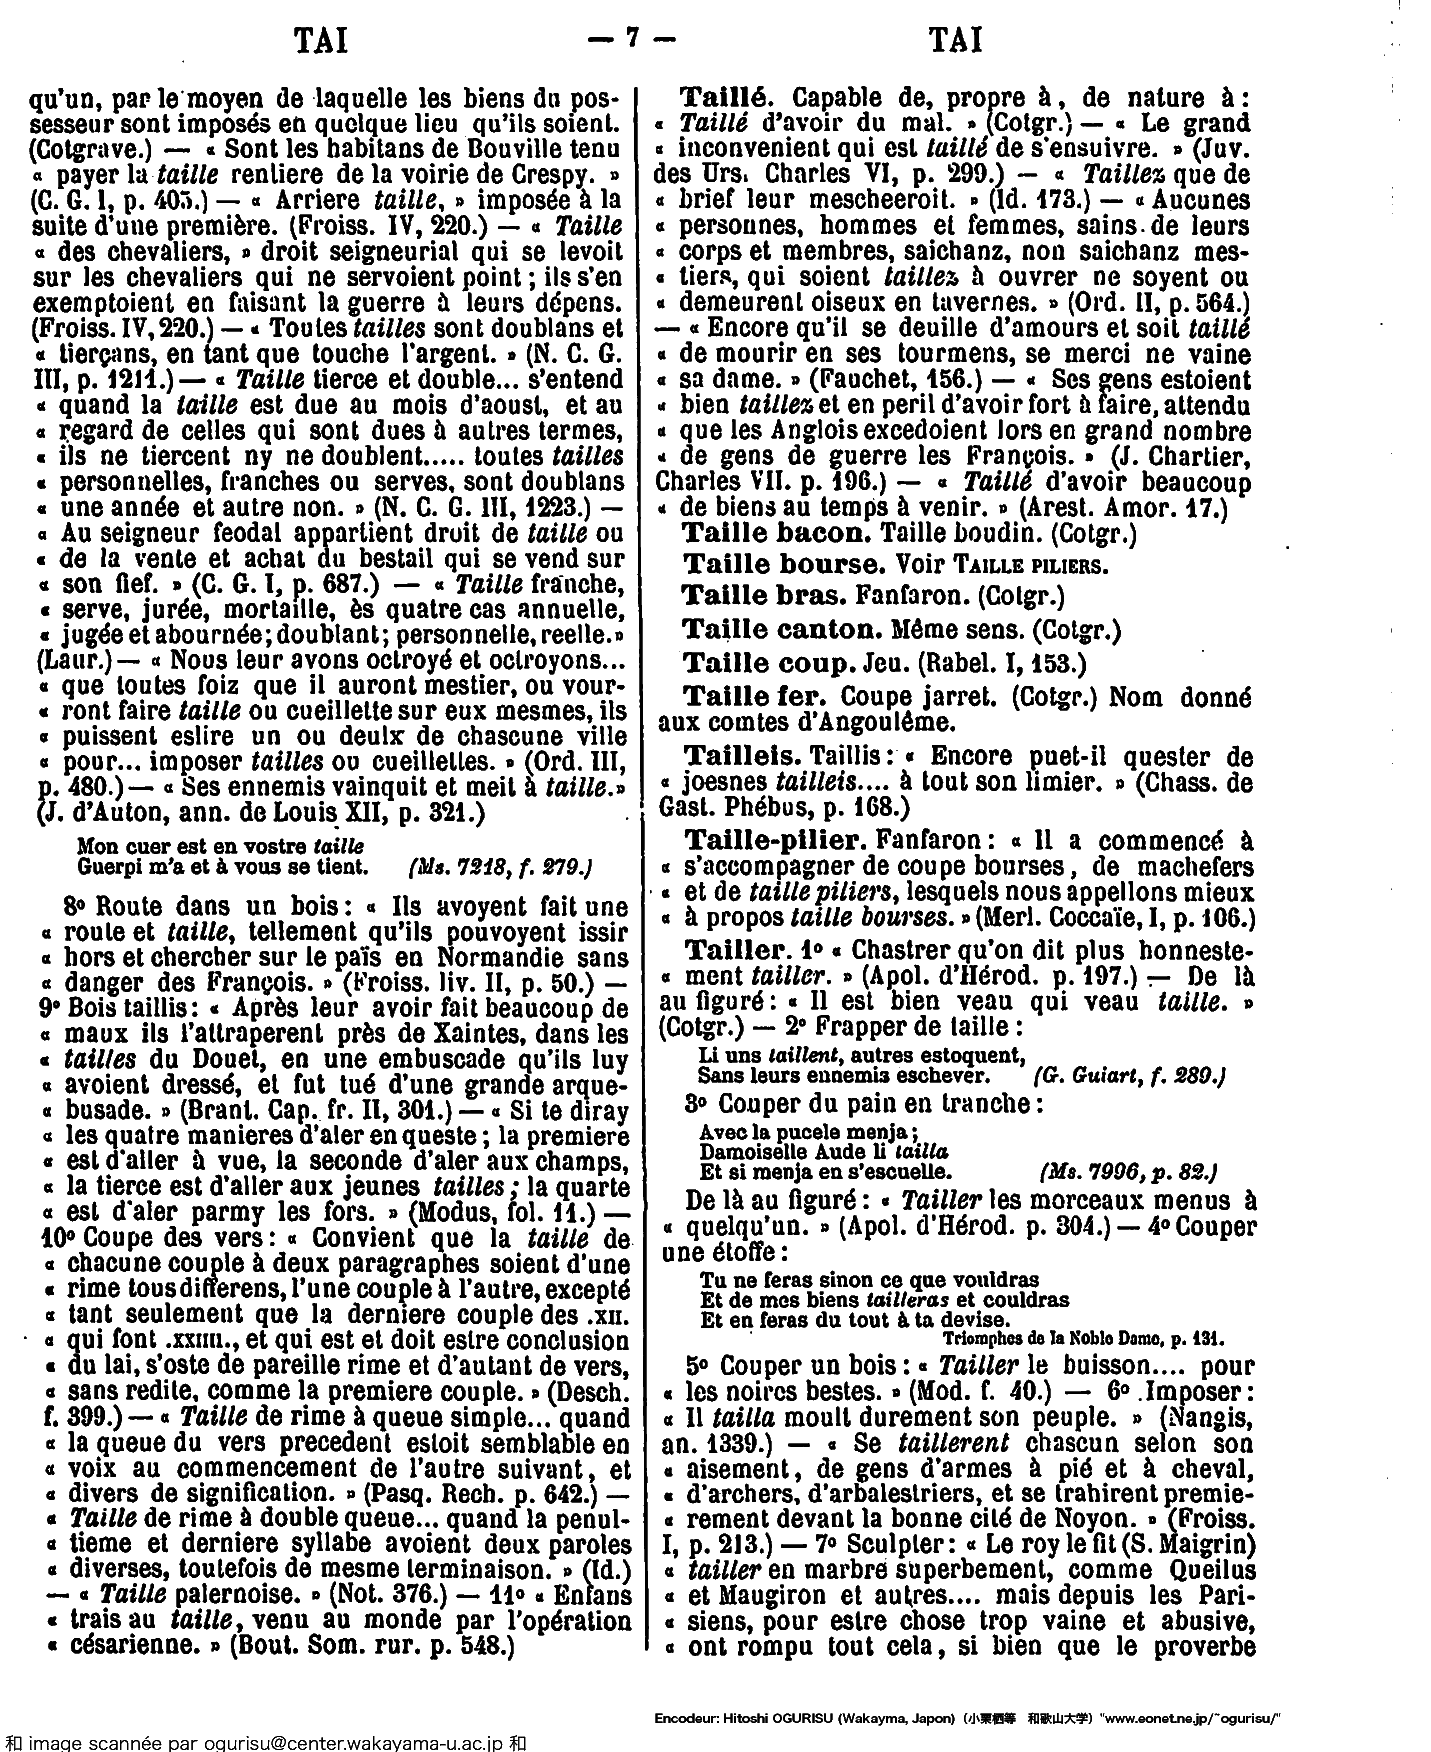 TAI
— 7 —
TAI
qu'un, par le moyen de laquelle les biens du pos-
sesseur sont imposés en quelque lieu qu'ils soient.
(Cotgrave.) — « Sont les habitans de Bouville tenu
« payer la taille rentiere de la voirie de Crespy. »
(C. G. I, p. 405.) — « Arriere taille, » imposée à la
suite d'une première. (Froiss. IV, 220.) — « Taille
« des chevaliers, » droit seigneurial qui se levoit
sur les chevaliers qui ne servoient point ; ils s'en
exemptoient en faisant la guerre à leurs dépens.
(Froiss. IV, 220.) — « Toutes tailles sont doublans et
« tierçans, en tant que touche l'argent. » (N. C. G.
III, p. 1211.) — « Taille tierce et double... s'entend
« quand la taille est due au mois d'aoust, et au
« regard de celles qui sont dues à autres termes,
« ils ne tiercent ny ne doublent..... toutes tailles
« personnelles, franches ou serves, sont doublans
« une année et autre non. » (N. C. G. III, 1223.) —
« Au seigneur feodal appartient droit de taille ou
« de la vente et achat du bestail qui se vend sur
« son fief. » (C. G. I, p. 687.) — « Taille franche,
« serve, jurée, mortaille, ès quatre cas annuelle,
« jugée et abournée ; doublant ; personnelle, reelle. »
(Laur.) — « Nous leur avons octroyé et octroyons...
« que toutes foiz que il auront mestier, ou vour-
« ront faire taille ou cueillette sur eux mesmes, ils
« puissent eslire un ou deulx de chascune ville
« pour... imposer tailles ou cueillettes. » (Ord. III,
p. 480.) — « Ses ennemis vainquit et meit à taille. »
(J. d'Auton, ann. de Louis XII, p. 321.)
Mon cuer est en vostre taille
Guerpi m'a et à vous se tient. (Ms. 7218, f. 279.)
8º Route dans un bois : « Ils avoyent fait une
« route et taille, tellement qu'ils pouvoyent issir
« hors et chercher sur le païs en Normandie sans
« danger des François. » (Froiss. liv. II, p. 50.) —
9º Bois taillis : « Après leur avoir fait beaucoup de
« maux ils l'attraperent près de Xaintes, dans les
« tailles du Douet, en une embuscade qu'ils luy
« avoient dressé, et fut tué d'une grande arque-
« busade. » (Brant. Cap. fr. II, 301.) — « Si te diray
« les quatre manieres d'aler en queste ; la premiere
« est d'aller à vue, la seconde d'aler aux champs,
« la tierce est d'aller aux jeunes tailles ; la quarte
« est d'aler parmy les fors. » (Modus, fol. 11.) —
10º Coupe des vers : « Convient que la taille de
« chacune couple à deux paragraphes soient d'une
« rime tous differens, l'une couple à l'autre, excepté
« tant seulement que la derniere couple des .XII.
« qui font .XXIIII., et qui est et doit estre conclusion
« du lai, s'oste de pareille rime et d'autant de vers,
« sans redite, comme la premiere couple. » (Desch.
f. 399.) — « Taille de rime à queue simple... quand
« la queue du vers precedent estoit semblable en
« voix au commencement de l'autre suivant, et
« divers de signification. » (Pasq. Rech. p. 642.) —
« Taille de rime à double queue... quand la penul-
« tieme et derniere syllabe avoient deux paroles
« diverses, toutefois de mesme terminaison. » (Id.)
— « Taille palernoise. » (Not. 376.) — 11º « Enfans
« trais au taille, venu au monde par l'opération
« césarienne. » (Bout. Som. rur. p. 548.)
Taillé. Capable de, propre à, de nature à :
« Taillé d'avoir du mal. » (Cotgr.) — « Le grand
« inconvenient qui est taillé de s'ensuivre. » (Juv.
des Urs. Charles VI, p. 299.) — « Taillez que de
« brief leur mescheeroit. » (Id. 173.) — « Aucunes
« personnes, hommes et femmes, sains de leurs
« corps et membres, saichanz, non saichanz mes-
« tiers, qui soient taillez à ouvrer ne soyent ou
« demeurent oiseux en tavernes. » (Ord. II, p. 564.)
— « Encore qu'il se deuille d'amours et soit taillé
« de mourir en ses tourmens, se merci ne vaine
« sa dame. » (Fauchet, 156.) — « Ses gens estoient
« bien taillez et en peril d'avoir fort à faire, attendu
« que les Anglois excedoient lors en grand nombre
« de gens de guerre les François. » (J. Chartier,
Charles VII. p. 196.) — « Taillé d'avoir beaucoup
« de biens au temps à venir. » (Arest. Amor. 17.)
Taille bacon. Taille boudin. (Cotgr.)
Taille bourse. Voir TAILLE PILIERS.
Taille bras. Fanfaron. (Cotgr.)
Taille canton. Même sens. (Cotgr.)
Taille coup. Jeu. (Rabel. I, 153.)
Taille fer. Coupe jarret. (Cotgr.) Nom donné
aux comtes d'Angoulême.
Tailleis. Taillis : « Encore puet-il quester de
« joesnes tailleis.... à tout son limier. » (Chass. de
Gast. Phébus, p. 168.)
Taille-pilier. Fanfaron : « Il a commencé à
« s'accompagner de coupe bourses, de machefers
« et de taille piliers, lesquels nous appellons mieux
« à propos taille bourses. » (Merl. Coccaïe, I, p. 106.)
Tailler. 1º « Chastrer qu'on dit plus honneste-
« ment tailler. » (Apol. d'Hérod. p. 197.) — De là
au figuré : « Il est bien veau qui veau taille. »
(Cotgr.) — 2º Frapper de taille :
Li uns taillent, autres estoquent,
Sans leurs ennemis eschever. (G. Guiart, f. 289.)
3º Couper du pain en tranche :
Avec la pucele menja ;
Damoiselle Aude li tailla
Et si menja en s'escuelle. (Ms. 7996, p. 82.)
De là au figuré : « Tailler les morceaux menus à
« quelqu'un. » (Apol. d'Hérod. p. 304.) — 4º Couper
une étoffe :
Tu ne feras sinon ce que vouldras
Et de mes biens tailleras et couldras
Et en feras du tout à ta devise.
Triomphes de la Noble Dame, p. 131.
5º Couper un bois : « Tailler le buisson.... pour
« les noires bestes. » (Mod. f. 40.) — 6º Imposer :
« Il tailla moult durement son peuple. » (Nangis,
an. 1339.) — « Se taillerent chascun selon son
« aisement, de gens d'armes à pié et à cheval,
« d'archers, d'arbalestriers, et se trahirent premie-
« rement devant la bonne cité de Noyon. » (Froiss.
I, p. 213.) — 7º Sculpter : « Le roy le fit (S. Maigrin)
« tailler en marbre superbement, comme Queilus
« et Maugiron et autres.... mais depuis les Pari-
« siens, pour estre chose trop vaine et abusive,
« ont rompu tout cela, si bien que le proverbe
Encodeur: Hitoshi OGURISU (Wakayma, Japon) (小栗栖等 和歌山大学) "www.eonet.ne.jp/~ogurisu/"
和 image scannée par ogurisu@center.wakayama-u.ac.jp 和